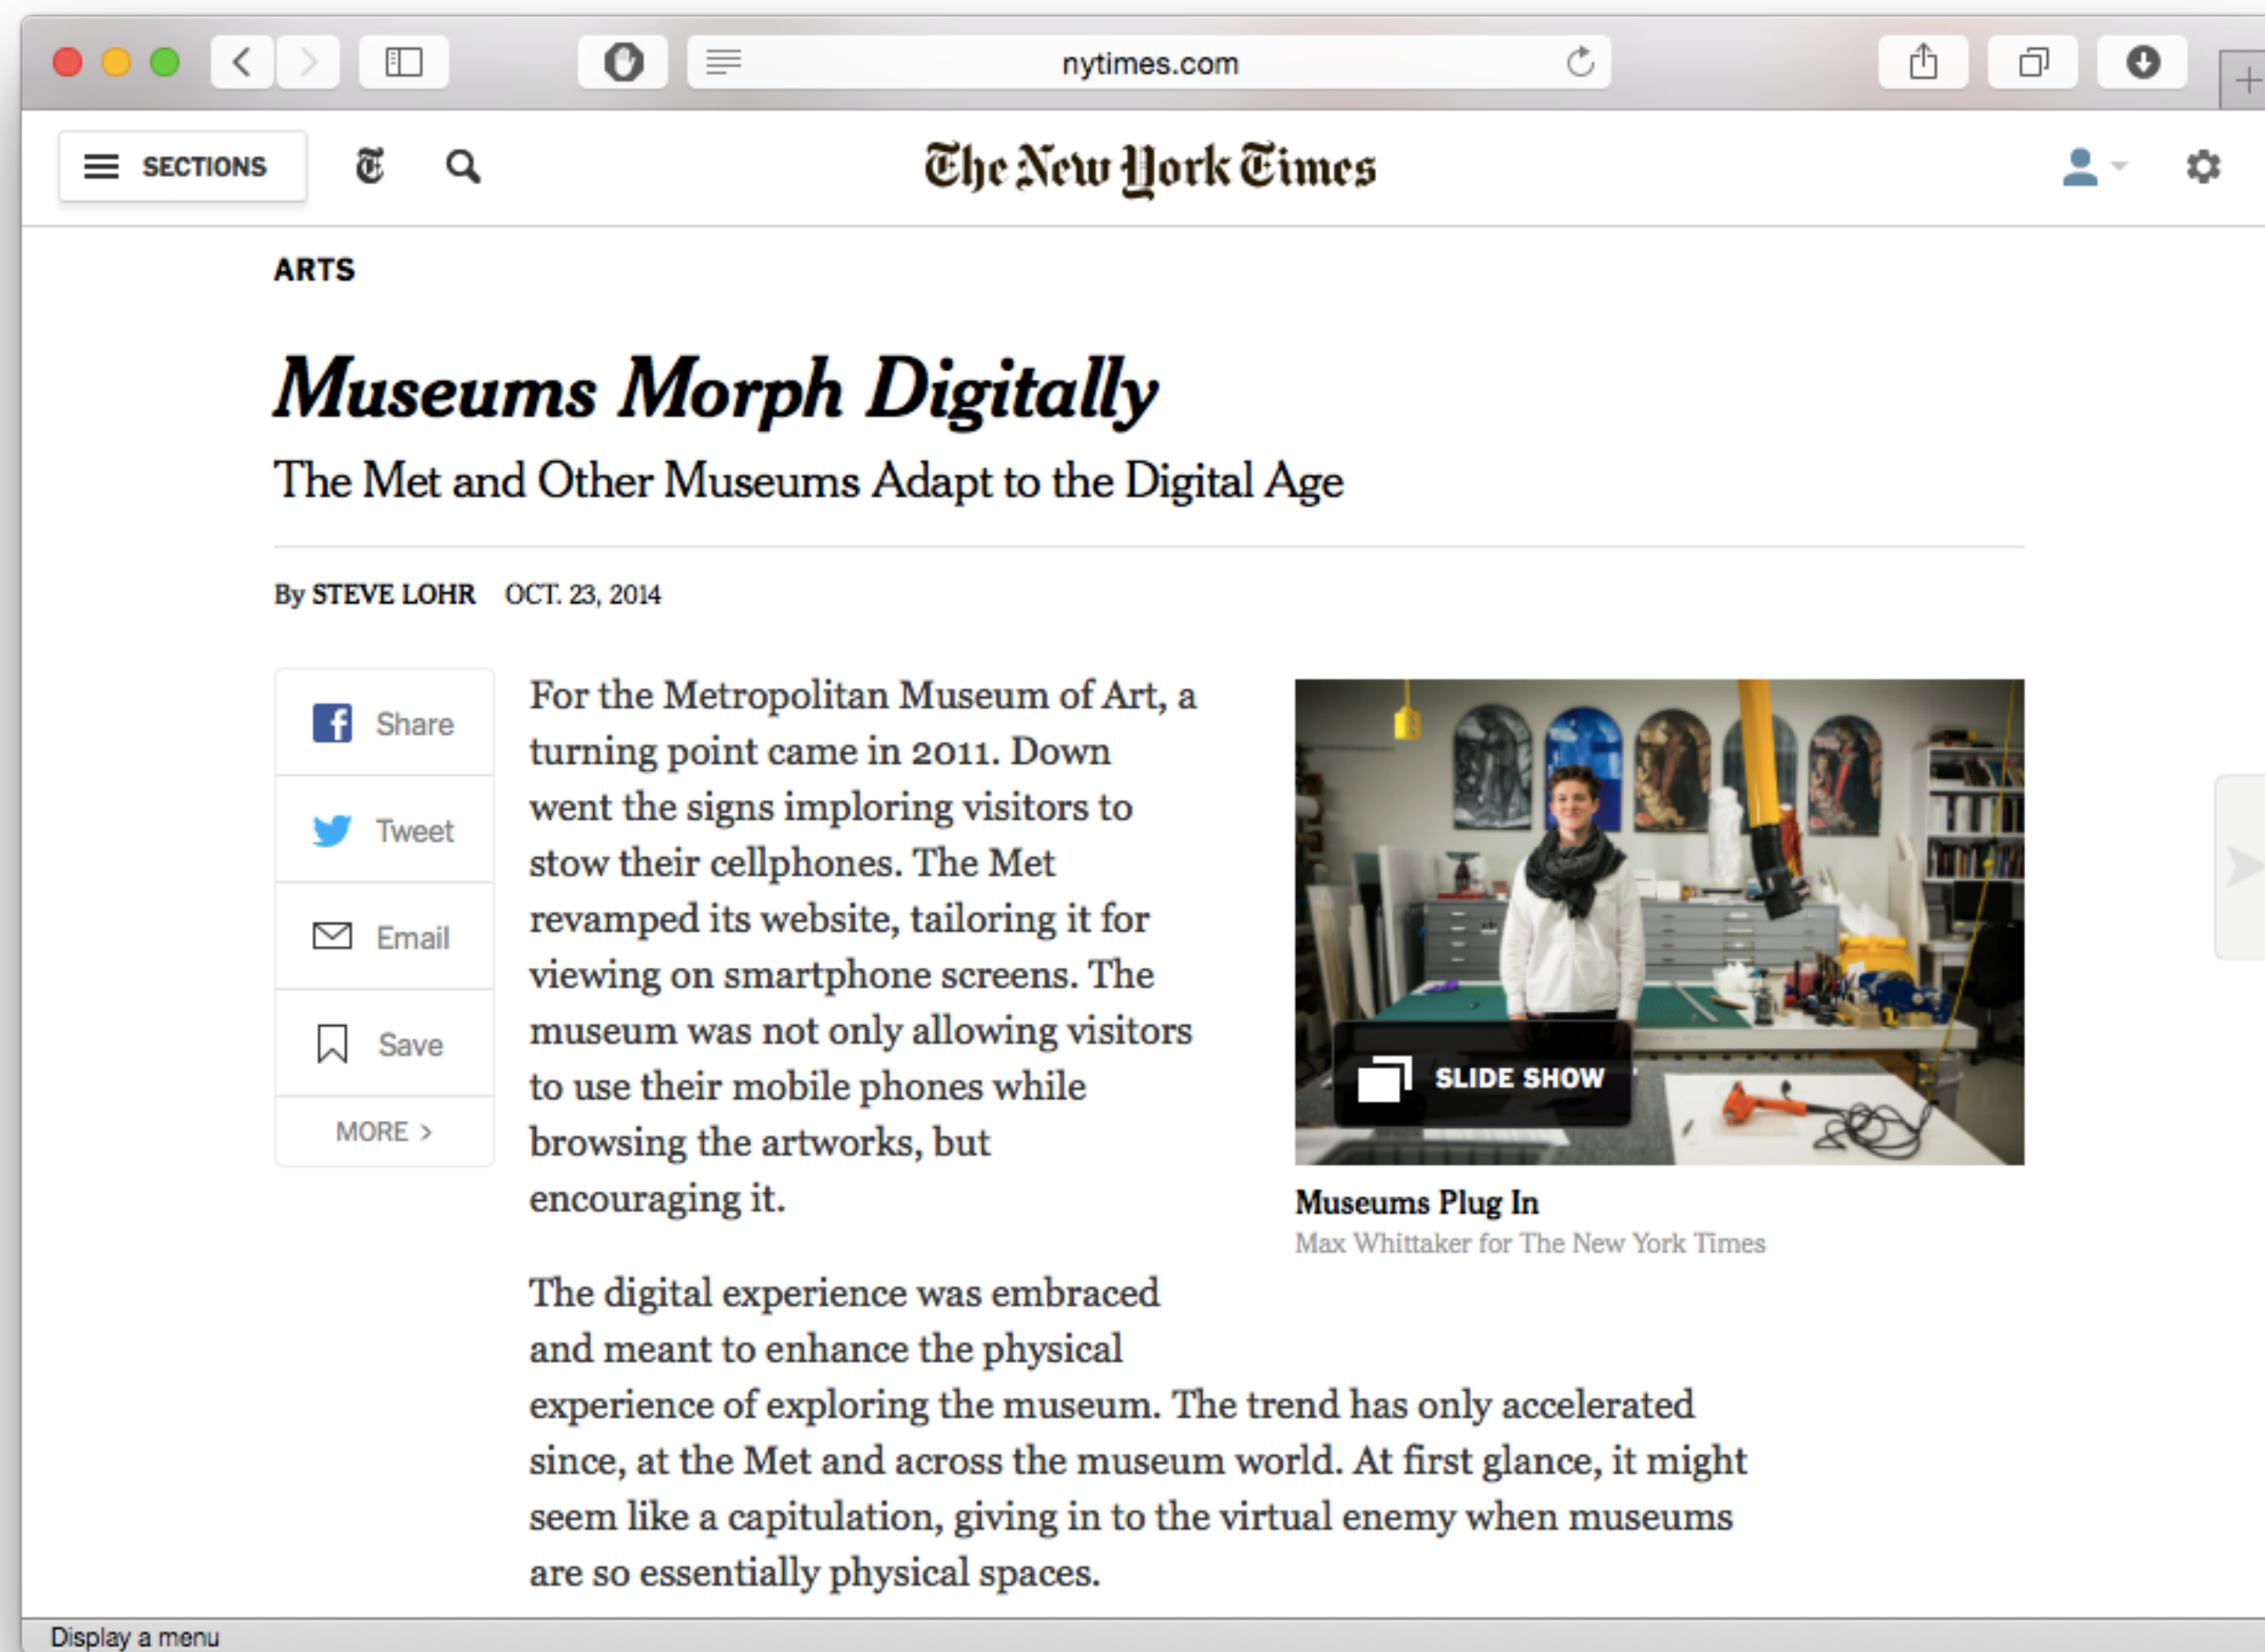 nytimes.com
SECTIONS
The New York Times
ARTS
Museums Morph Digitally
The Met and Other Museums Adapt to the Digital Age
By STEVE LOHR OCT. 23, 2014
Share
Tweet
Email
Save
MORE >
For the Metropolitan Museum of Art, a
turning point came in 2011. Down
went the signs imploring visitors to
stow their cellphones. The Met
revamped its website, tailoring it for
viewing on smartphone screens. The
museum was not only allowing visitors
to use their mobile phones while
browsing the artworks, but
encouraging it.
SLIDE SHOW
Museums Plug In
Max Whittaker for The New York Times
The digital experience was embraced
and meant to enhance the physical
experience of exploring the museum. The trend has only accelerated
since, at the Met and across the museum world. At first glance, it might
seem like a capitulation, giving in to the virtual enemy when museums
are so essentially physical spaces.
Display a menu